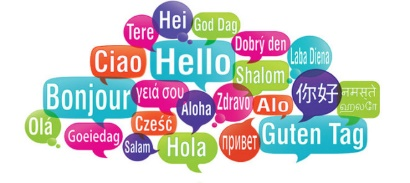 Hei
God Dag
Tere
Dobrý den
Ciao
Hello
Laba Diena
Shalom
Bonjour
γειά σου
Aloha
Zdravo
Alo
你好
नमस्ते
Olá
Goeiedag
Cześć
Salam
Hola
привет
Guten Tag